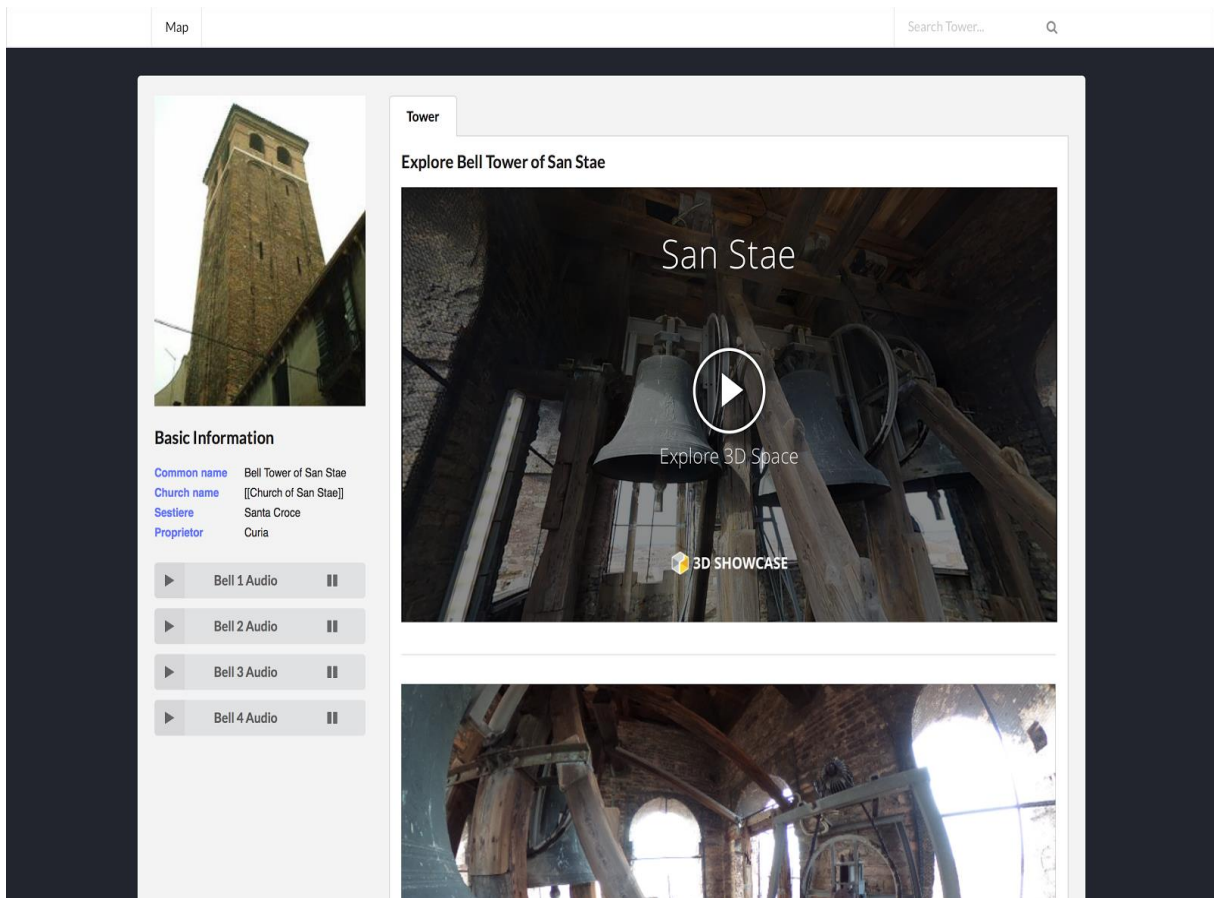 Map
Search Tower...
Tower
Explore Bell Tower of San Stae
San Stae
Explore 3D Space
3D SHOWCASE
Basic Information
Common name Bell Tower of San Stae
Church name [[Church of San Stae]]
Sestiere Santa Croce
Proprietor Curia
Bell 1 Audio
Bell 2 Audio
Bell 3 Audio
Bell 4 Audio